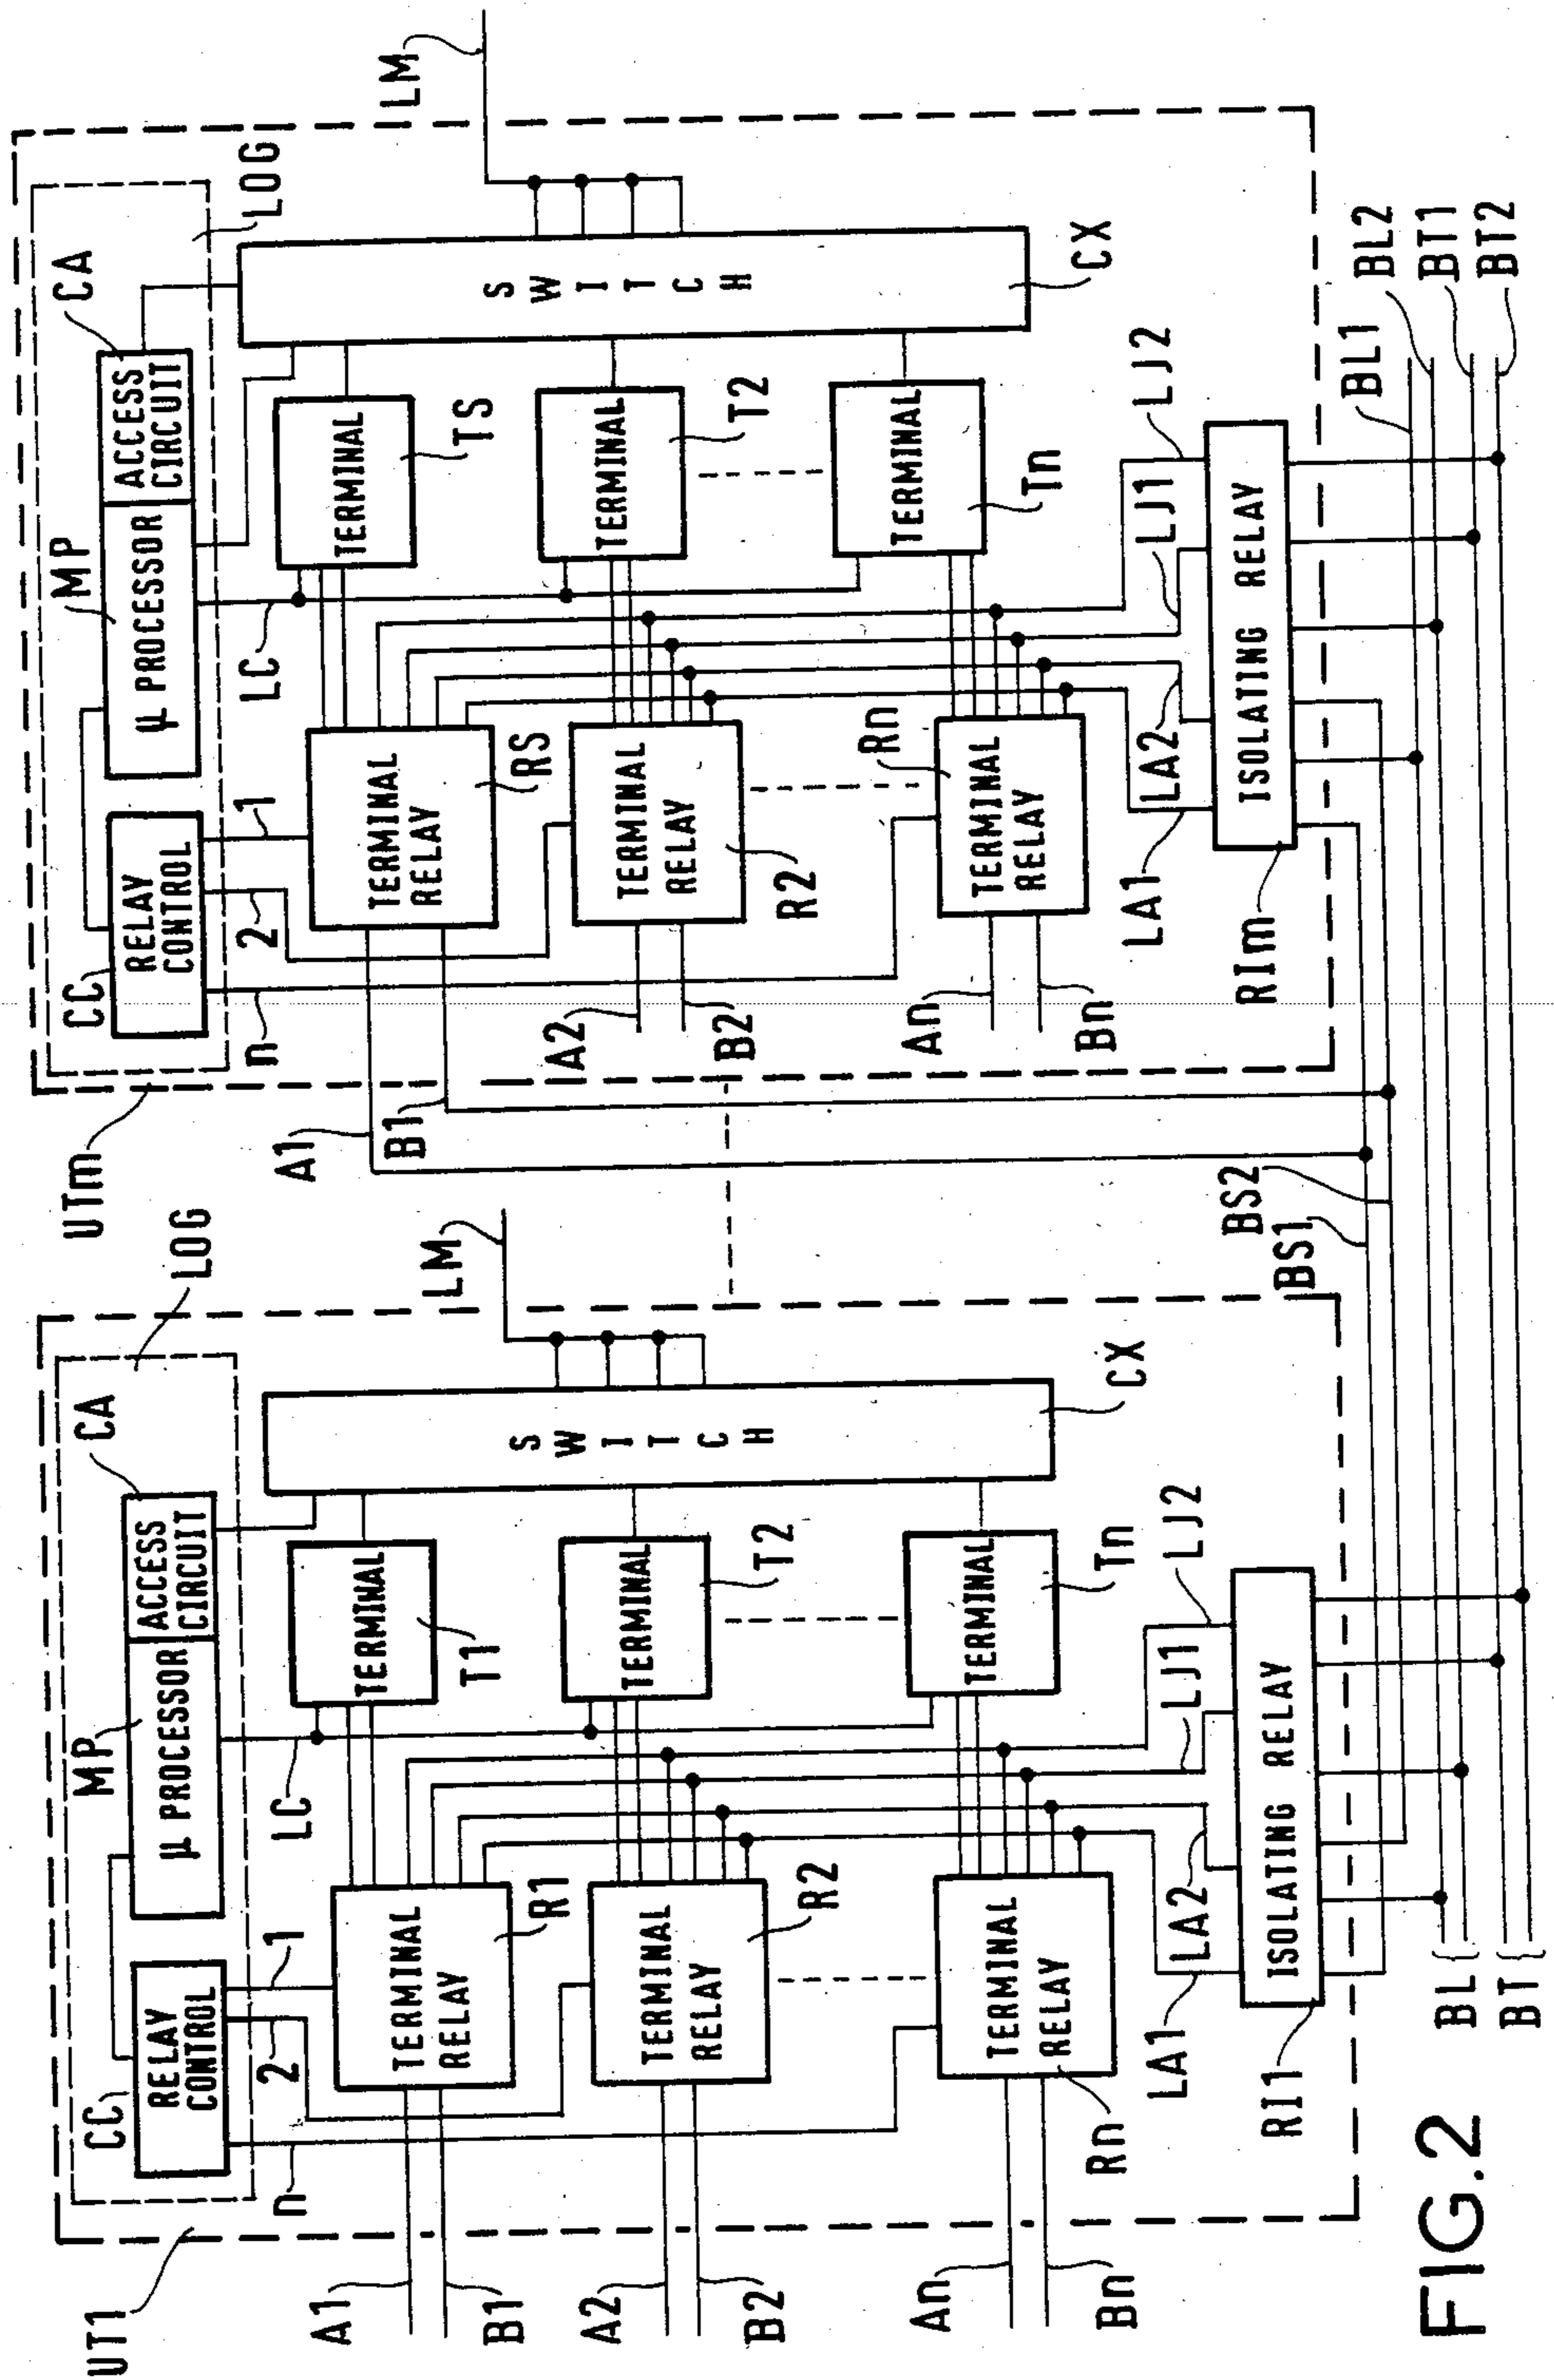 UT1
LOG
CC
RELAY
CONTROL
MP
µ PROCESSOR
CA
ACCESS
CIRCUIT
n
2
1
LC
LM
A1
B1
TERMINAL
RELAY
R1
TERMINAL
T1
SWITCH
CX
A2
B2
TERMINAL
RELAY
R2
TERMINAL
T2
An
Bn
TERMINAL
RELAY
Rn
TERMINAL
Tn
LA1
LA2
LJ1
LJ2
ISOLATING RELAY
RI1
UTm
LOG
CC
RELAY
CONTROL
MP
µ PROCESSOR
CA
ACCESS
CIRCUIT
n
2
1
LC
LM
A1
B1
TERMINAL
RELAY
RS
TERMINAL
TS
SWITCH
CX
A2
B2
TERMINAL
RELAY
R2
TERMINAL
T2
An
Bn
TERMINAL
RELAY
Rn
TERMINAL
Tn
LA1
LA2
LJ1
LJ2
ISOLATING RELAY
RIm
BS2
BS1
BL1
BL2
BT1
BT2
BL
BT
FIG.2